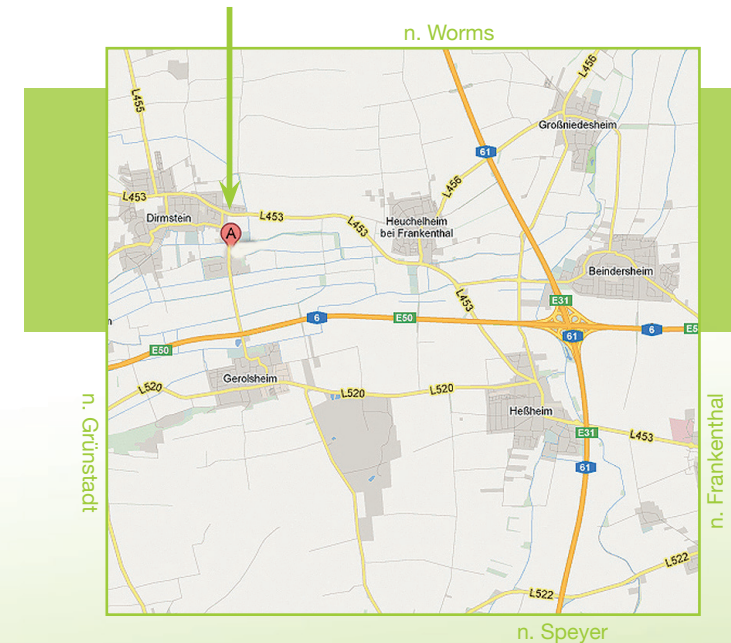 n. Worms
L456
L455
Großniedesheim
61
L456
L453
Dirmstein
L453
L453
Heuchelheim
bei Frankenthal
A
Beindersheim
L453
E31
n
6
E50
61
6
E5
E50
Gerolsheim
L520
L520
L520
Heßheim
E31
L453
61
n. Grünstadt
n. Frankenthal
L522
L522
n. Speyer